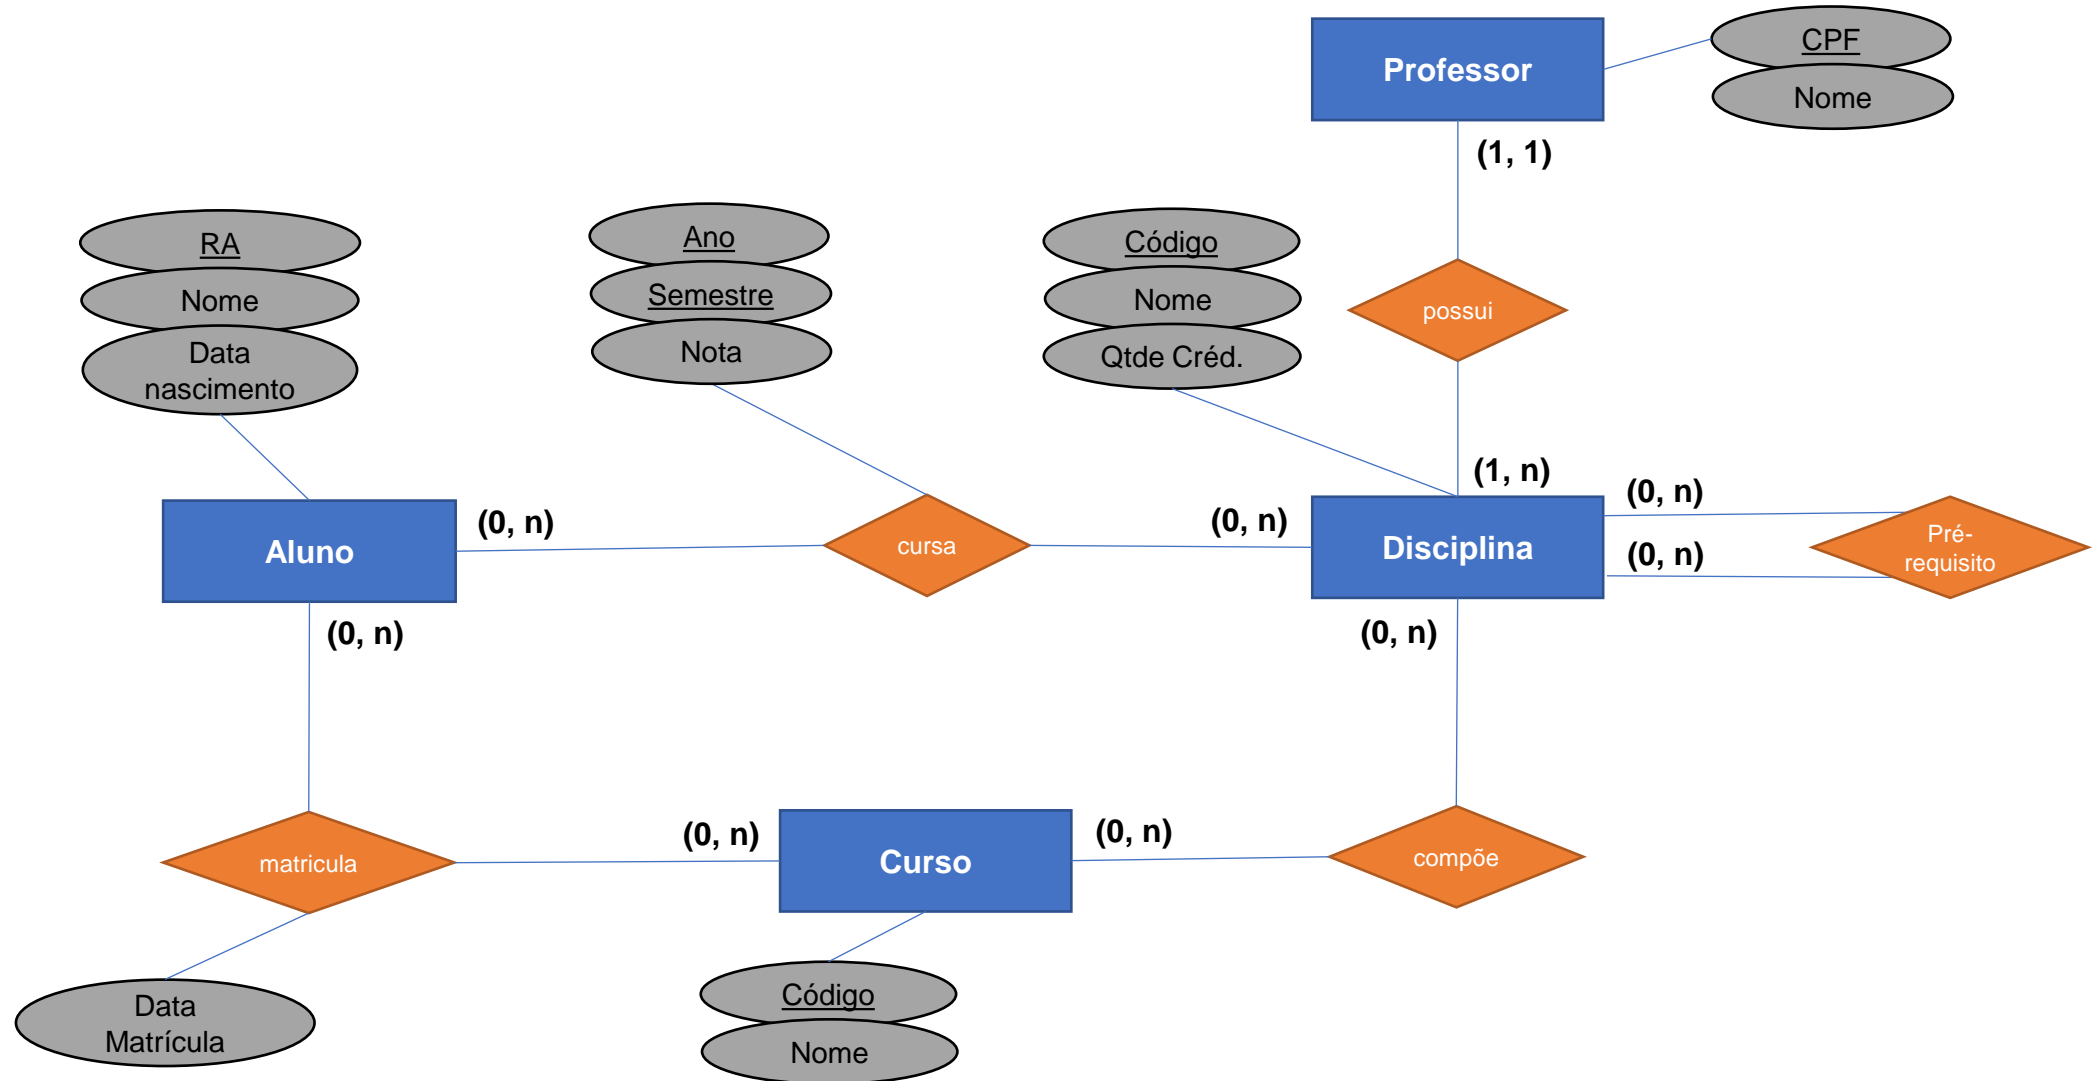 Professor
CPF
Nome
(1, 1)
RA
Nome
Data
nascimento
Ano
Semestre
Nota
Código
Nome
Qtde Créd.
possui
(1, n)
(0, n)
(0, n)
(0, n)
(0, n)
Aluno
cursa
Disciplina
Pré-
requisito
(0, n)
(0, n)
(0, n)
(0, n)
matricula
Curso
compõe
Data
Matrícula
Código
Nome